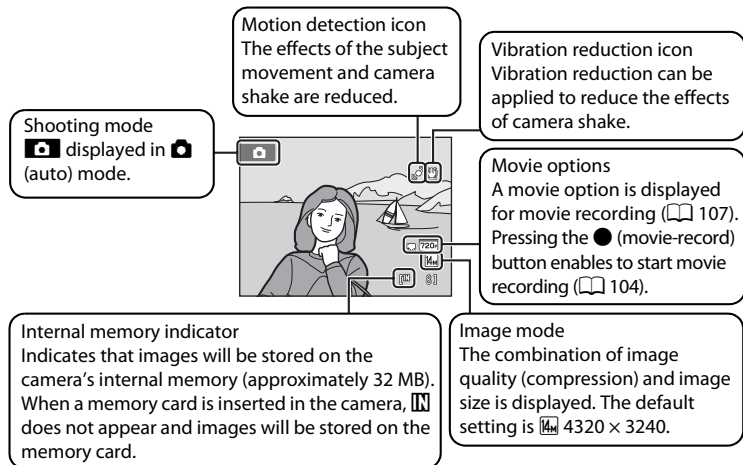 Motion detection icon
The effects of the subject
movement and camera
shake are reduced.
Vibration reduction icon
Vibration reduction can be
applied to reduce the effects
of camera shake.
Shooting mode
displayed in
(auto) mode.
Movie options
A movie option is displayed
for movie recording ( 107).
Pressing the ● (movie-record)
button enables to start movie
recording ( 104).
720
14M
IN 81
Internal memory indicator
Indicates that images will be stored on the
camera’s internal memory (approximately 32 MB).
When a memory card is inserted in the camera, IN
does not appear and images will be stored on the
memory card.
Image mode
The combination of image
quality (compression) and image
size is displayed. The default
setting is 14M 4320 × 3240.